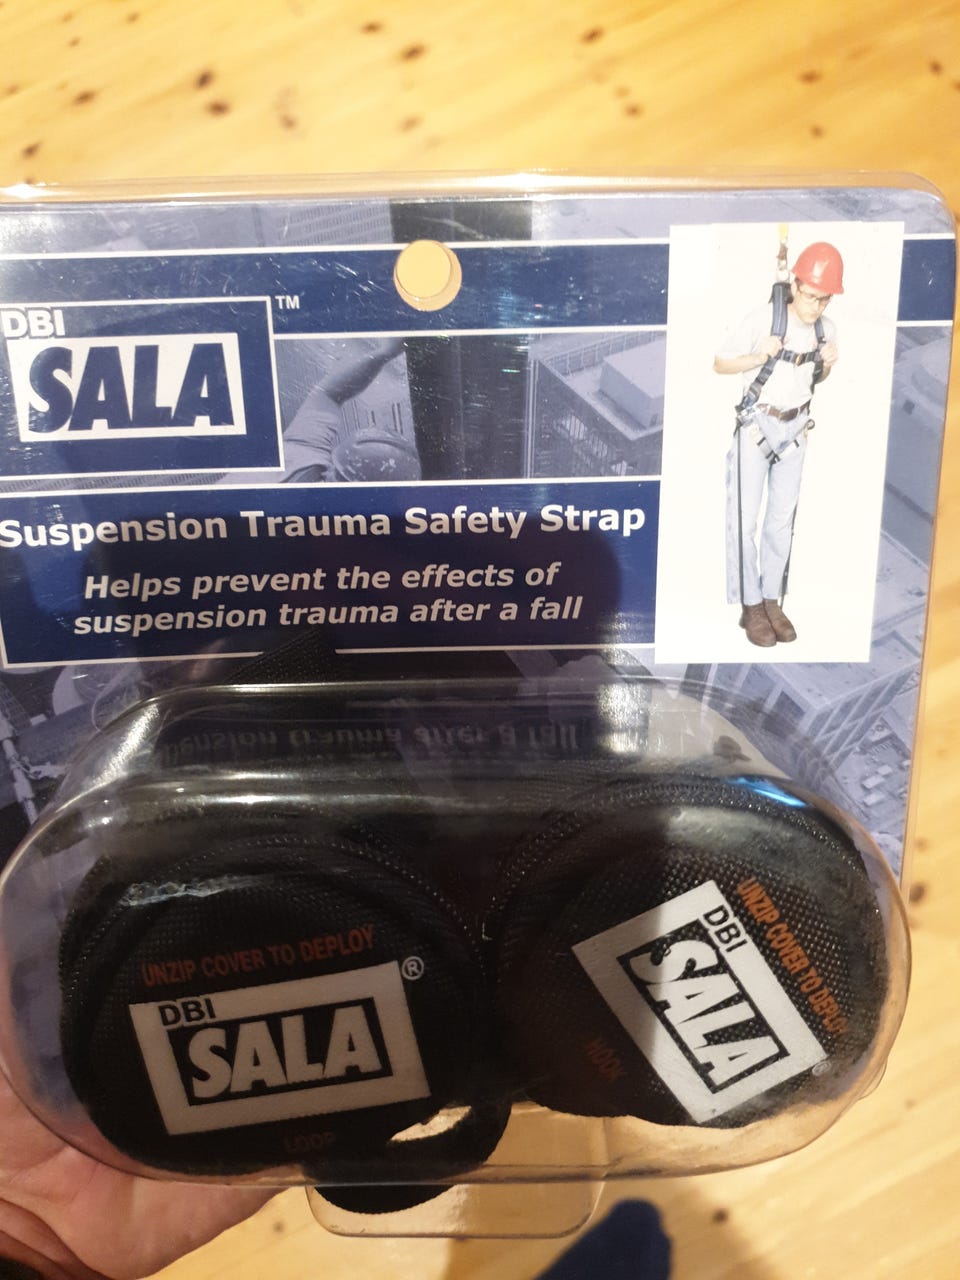 DBI
SALA
™
Suspension Trauma Safety Strap
Helps prevent the effects of
suspension trauma after a fall
UNZIP COVER TO DEPLOY
DBI
SALA
®
LOOP
UNZIP COVER TO DEPLOY
DBI
SALA
®
HOOK